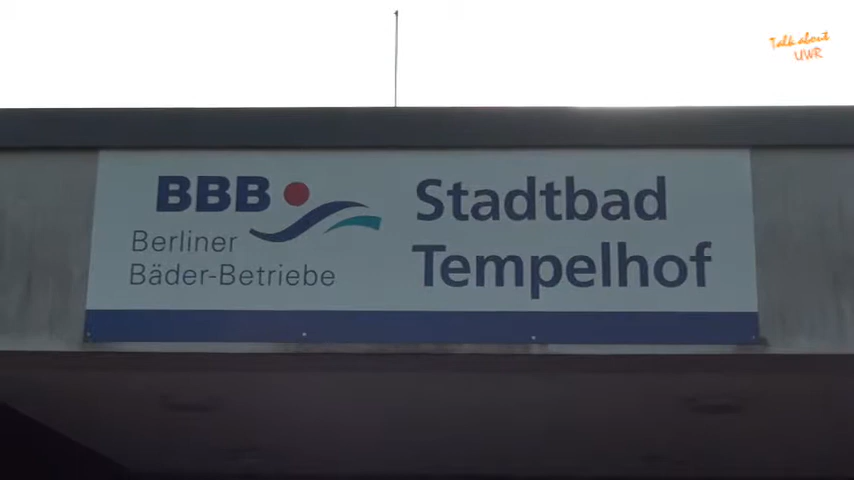 Talk about
UWR
BBB
Berliner
Bäder-Betriebe
Stadtbad
Tempelhof